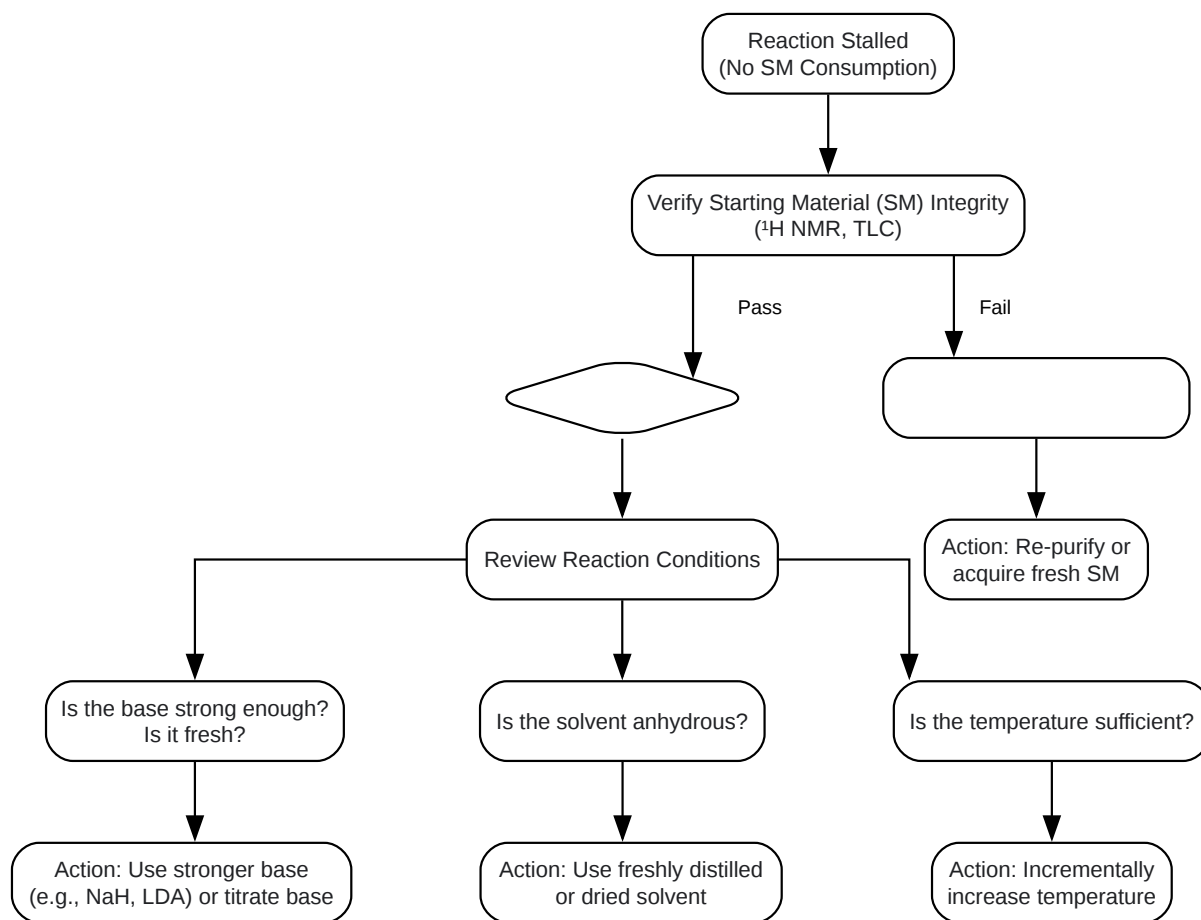 Reaction Stalled
(No SM Consumption)
Verify Starting Material (SM) Integrity
(¹H NMR, TLC)
Pass
Fail
Action: Re-purify or
acquire fresh SM
Review Reaction Conditions
Is the base strong enough?
Is it fresh?
Is the solvent anhydrous?
Is the temperature sufficient?
Action: Use stronger base
(e.g., NaH, LDA) or titrate base
Action: Use freshly distilled
or dried solvent
Action: Incrementally
increase temperature